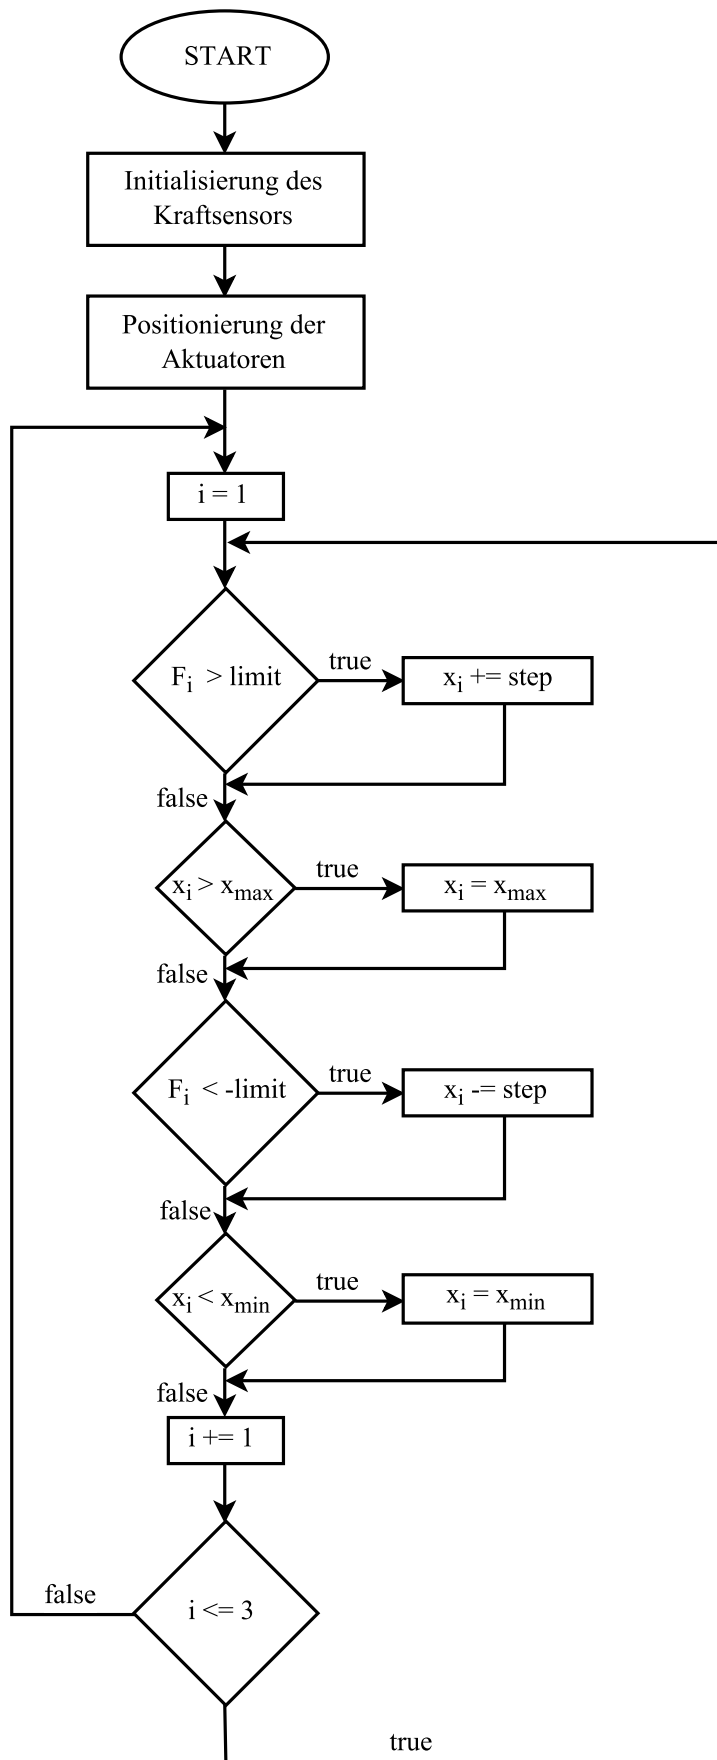 START
Initialisierung des
Kraftsensors
Positionierung der
Aktuatoren
i = 1
Fi > limit
true
xi += step
false
xi > xmax
true
xi = xmax
false
Fi < -limit
true
xi -= step
false
xi < xmin
true
xi = xmin
false
i += 1
false
i <= 3
true